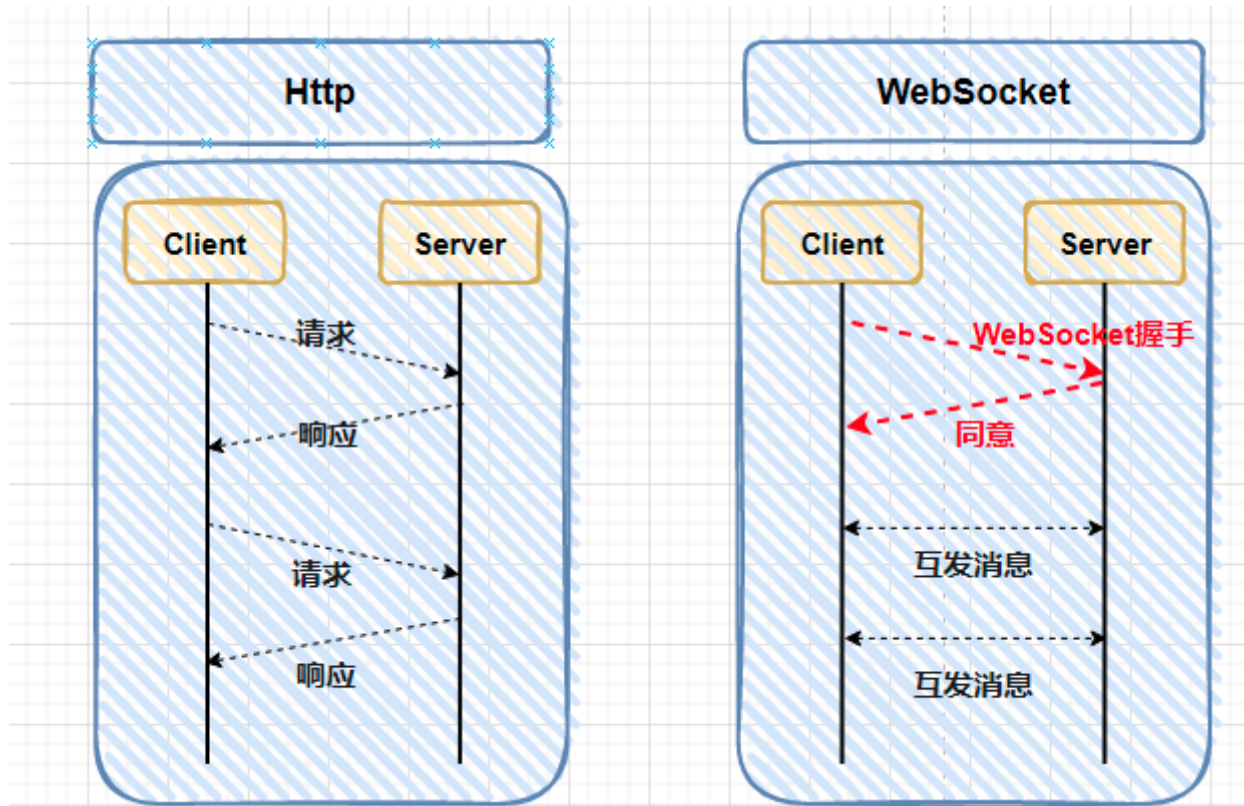 Http
Client
Server
请求
响应
请求
响应
WebSocket
Client
Server
WebSocket握手
同意
互发消息
互发消息